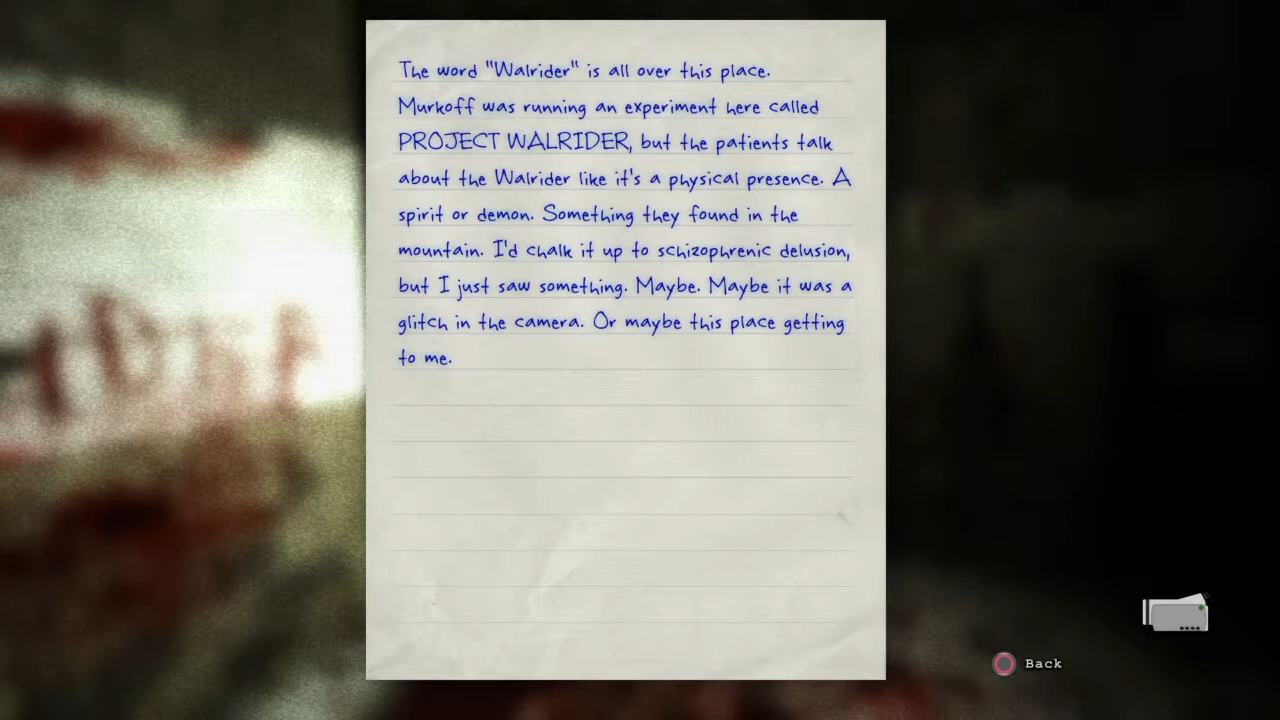 The word "Walrider" is all over this place.
Murkoff was running an experiment here called
PROJECT WALRIDER, but the patients talk
about the Walrider like it's a physical presence. A
spirit or demon. Something they found in the
mountain. I'd chalk it up to schizophrenic delusion,
but I just saw something. Maybe. Maybe it was a
glitch in the camera. Or maybe this place getting
to me.
Back